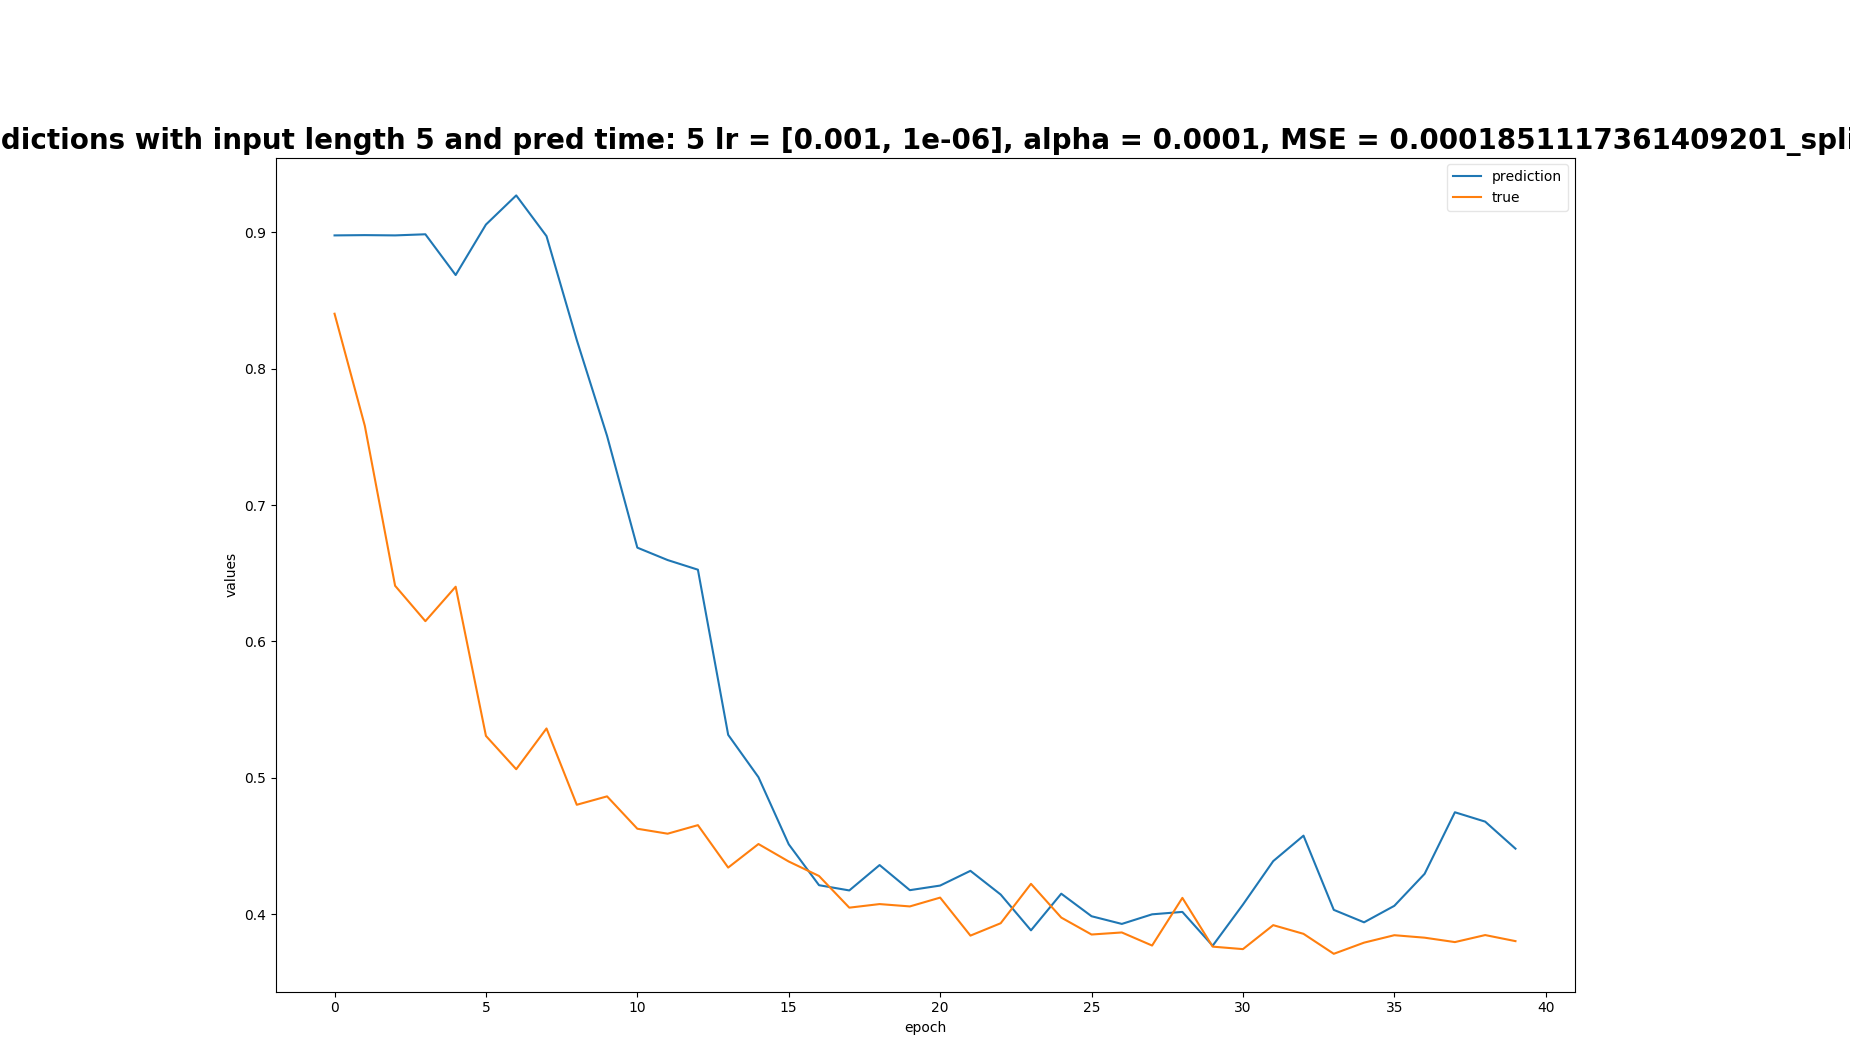 dictions with input length 5 and pred time: 5 lr = [0.001, 1e-06], alpha = 0.0001, MSE = 0.0001851117361409201_spli
prediction
true
0.9
0.8
0.7
0.6
0.5
0.4
values
0 5 10 15 20 25 30 35 40
epoch